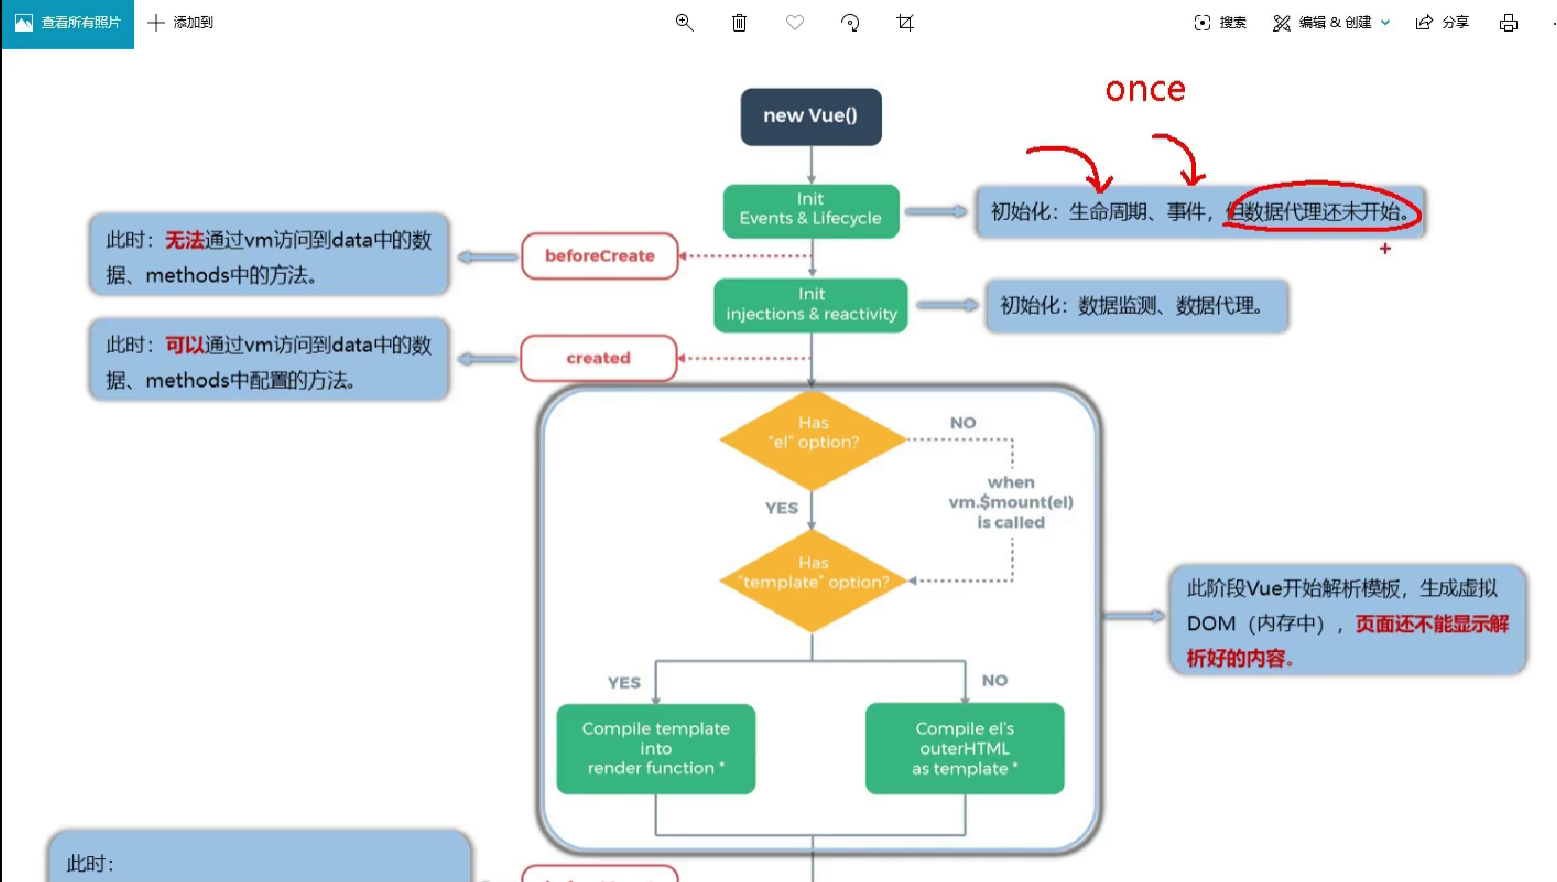 查看所有照片
添加到
搜索
编辑 & 创建
分享
once
new Vue()
Init
Events & Lifecycle
初始化：生命周期、事件，但数据代理还未开始。
此时：无法通过vm访问到data中的数
据、methods中的方法。
beforeCreate
Init
injections & reactivity
初始化：数据监测、数据代理。
此时：可以通过vm访问到data中的数
据、methods中配置的方法。
created
Has
"el" option?
NO
when
vm.$mount(el)
is called
YES
Has
"template" option?
此阶段Vue开始解析模板，生成虚拟
DOM（内存中），页面还不能显示解
析好的内容。
YES
NO
Compile template
into
render function *
Compile el's
outerHTML
as template *
此时：